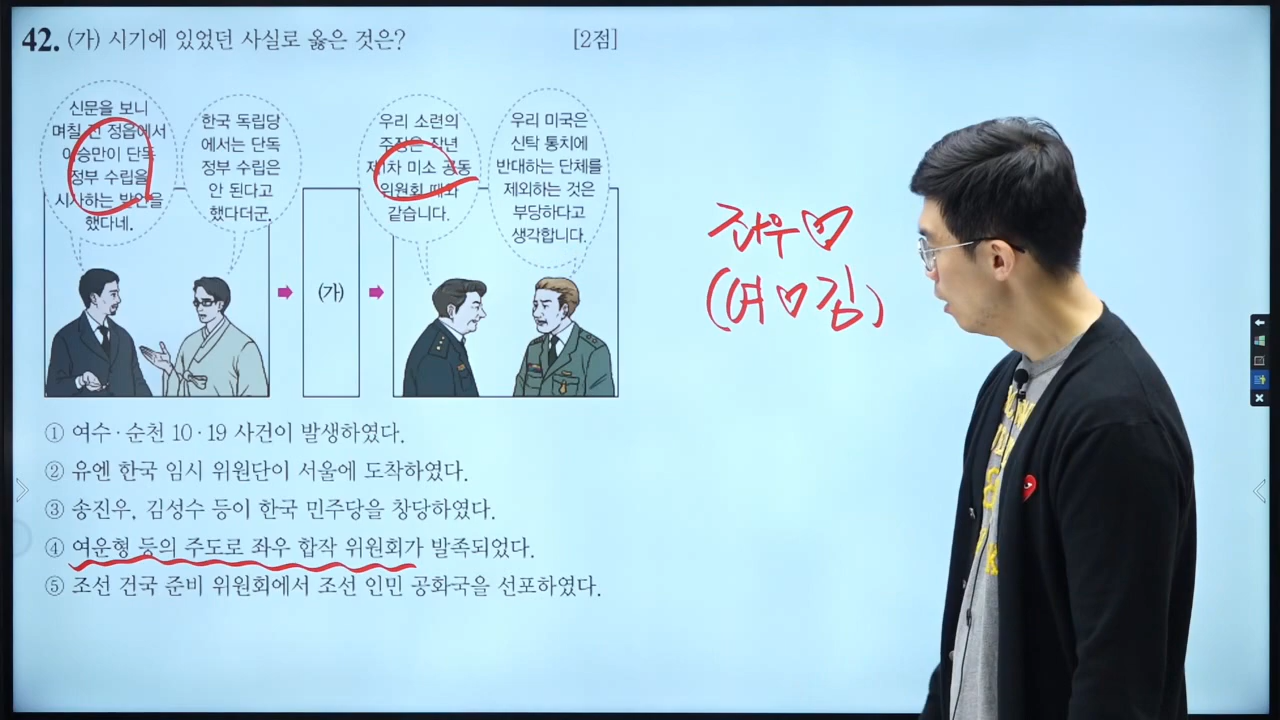 42. (가) 시기에 있었던 사실로 옳은 것은? [2점]
신문을 보니
며칠 전 정읍에서
이승만이 단독
정부 수립을
시사하는 발언을
했다네.
한국 독립당
에서는 단독
정부 수립은
안 된다고
했다더군.
(가)
우리 소련의
주장은 작년
제1차 미소 공동
위원회 때와
같습니다.
우리 미국은
신탁 통치에
반대하는 단체를
제외하는 것은
부당하다고
생각합니다.
① 여수·순천 10·19 사건이 발생하였다.
② 유엔 한국 임시 위원단이 서울에 도착하였다.
③ 송진우, 김성수 등이 한국 민주당을 창당하였다.
④ 여운형 등의 주도로 좌우 합작 위원회가 발족되었다.
⑤ 조선 건국 준비 위원회에서 조선 인민 공화국을 선포하였다.
좌우♡
(여♡김)